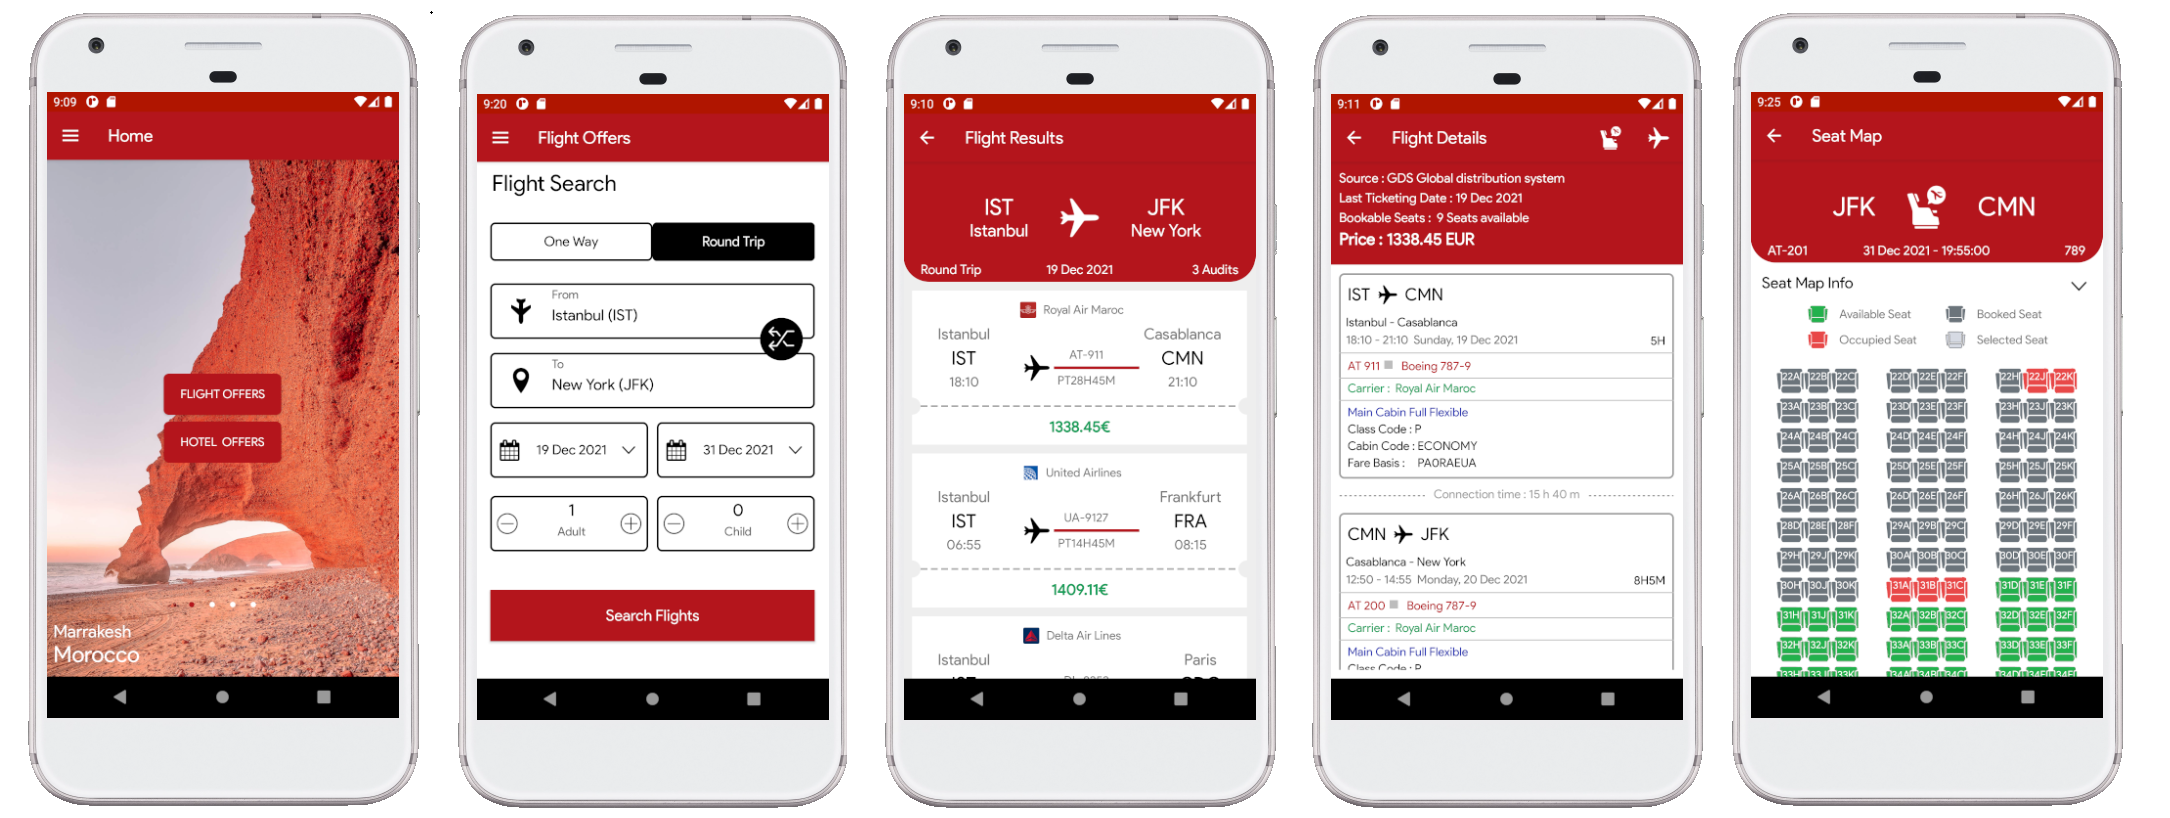 9:09
Home
FLIGHT OFFERS
HOTEL OFFERS
Marrakesh
Morocco
9:20
Flight Offers
Flight Search
One Way
Round Trip
From
Istanbul (IST)
To
New York (JFK)
19 Dec 2021
31 Dec 2021
1
Adult
0
Child
Search Flights
9:10
Flight Results
IST
JFK
Istanbul
New York
Round Trip 19 Dec 2021 3 Audits
Royal Air Maroc
Istanbul Casablanca
IST AT-911 CMN
18:10 PT28H45M 21:10
1338.45€
United Airlines
Istanbul Frankfurt
IST UA-9127 FRA
06:55 PT14H45M 08:15
1409.11€
Delta Air Lines
Istanbul Paris
9:11
Flight Details
Source : GDS Global distribution system
Last Ticketing Date : 19 Dec 2021
Bookable Seats : 9 Seats available
Price : 1338.45 EUR
IST CMN
Istanbul - Casablanca
18:10 - 21:10 Sunday, 19 Dec 2021 5H
AT 911 Boeing 787-9
Carrier : Royal Air Maroc
Main Cabin Full Flexible
Class Code : P
Cabin Code : ECONOMY
Fare Basis : PA0RAEUA
Connection time : 15 h 40 m
CMN JFK
Casablanca - New York
12:50 - 14:55 Monday, 20 Dec 2021 8H5M
AT 200 Boeing 787-9
Carrier : Royal Air Maroc
Main Cabin Full Flexible
Class Code : P
9:25
Seat Map
JFK CMN
AT-201 31 Dec 2021 - 19:55:00 789
Seat Map Info
Available Seat Booked Seat
Occupied Seat Selected Seat
22A 22B 22C 22D 22E 22F 22H 22J 22K
23A 23B 23C 23D 23E 23F 23H 23J 23K
24A 24B 24C 24D 24E 24F 24H 24J 24K
25A 25B 25C 25D 25E 25F 25H 25J 25K
26A 26B 26C 26D 26E 26F 26H 26J 26K
28D 28E 28F 29A 29B 29C 29D 29E 29F
29H 29J 29K 30A 30B 30C 30D 30E 30F
30H 30J 30K 31A 31B 31C 31D 31E 31F
31H 31J 31K 32A 32B 32C 32D 32E 32F
32H 32J 32K 33A 33B 33C 33D 33E 33F
33H 33J 33K 34A 34B 34C 34D 34E 34F